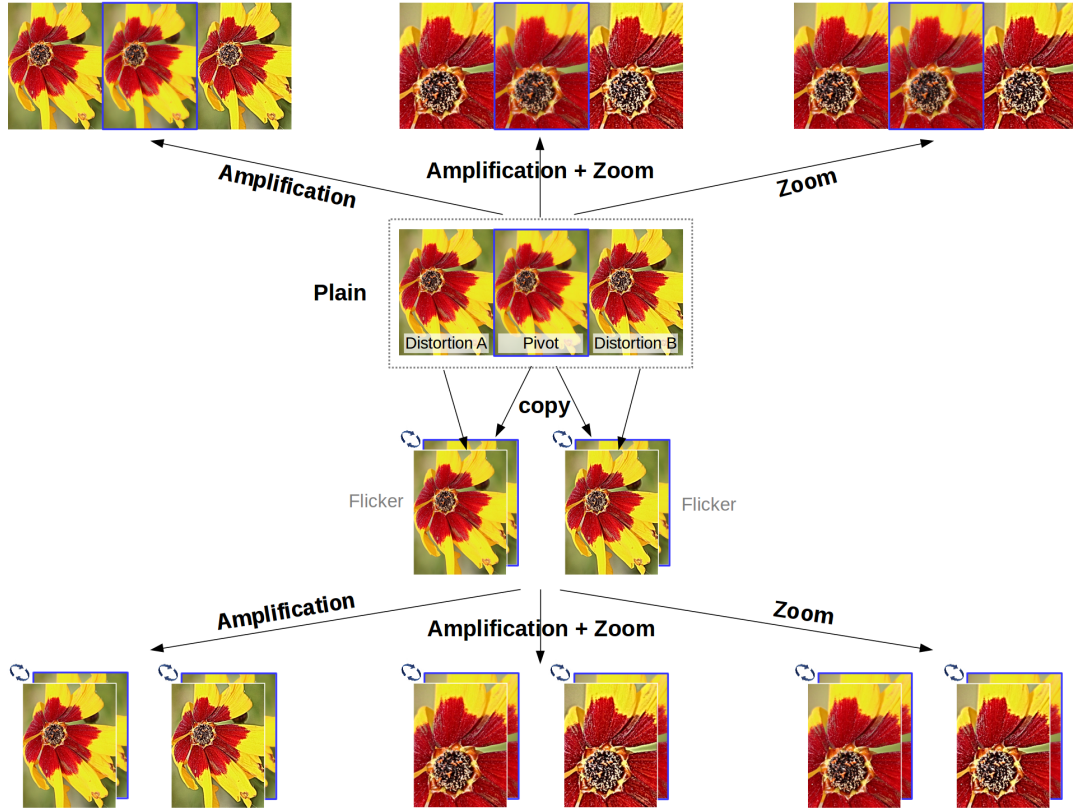 Amplification
Amplification + Zoom
Zoom
Plain
Distortion A
Pivot
Distortion B
copy
Flicker
Flicker
Amplification
Amplification + Zoom
Zoom